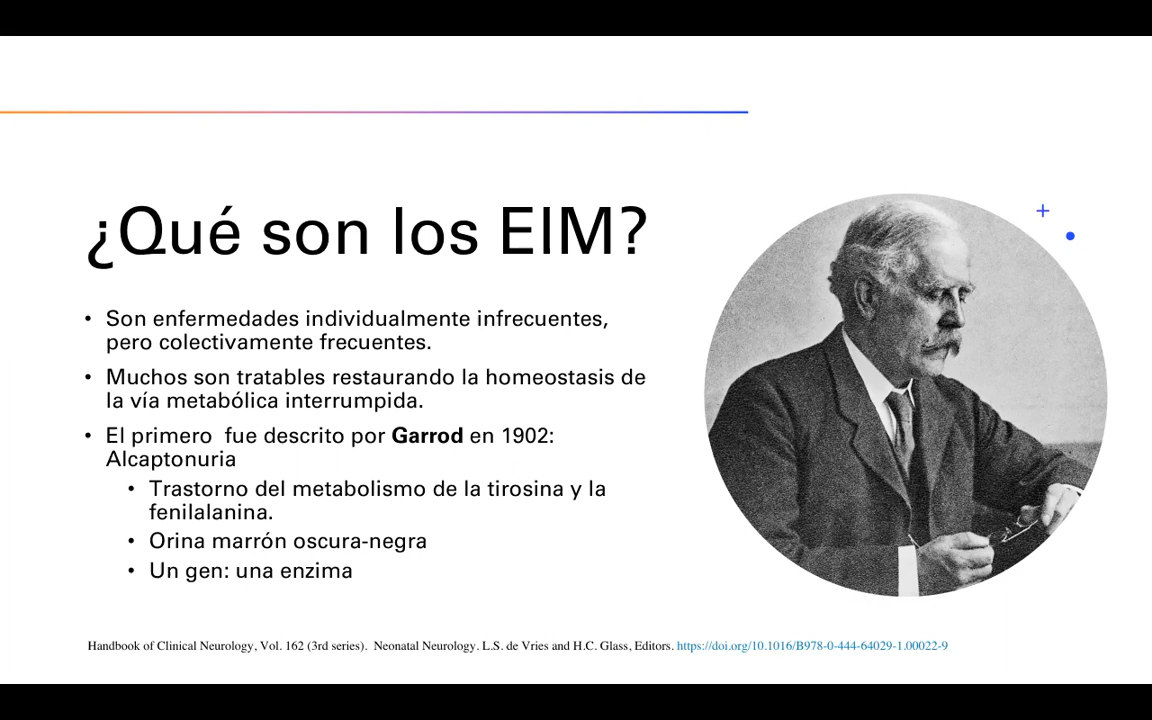 ¿Qué son los EIM?
• Son enfermedades individualmente infrecuentes,
pero colectivamente frecuentes.
• Muchos son tratables restaurando la homeostasis de
la vía metabólica interrumpida.
• El primero  fue descrito por Garrod en 1902:
Alcaptonuria
• Trastorno del metabolismo de la tirosina y la
fenilalanina.
• Orina marrón oscura-negra
• Un gen: una enzima
Handbook of Clinical Neurology, Vol. 162 (3rd series).  Neonatal Neurology. L.S. de Vries and H.C. Glass, Editors. https://doi.org/10.1016/B978-0-444-64029-1.00022-9